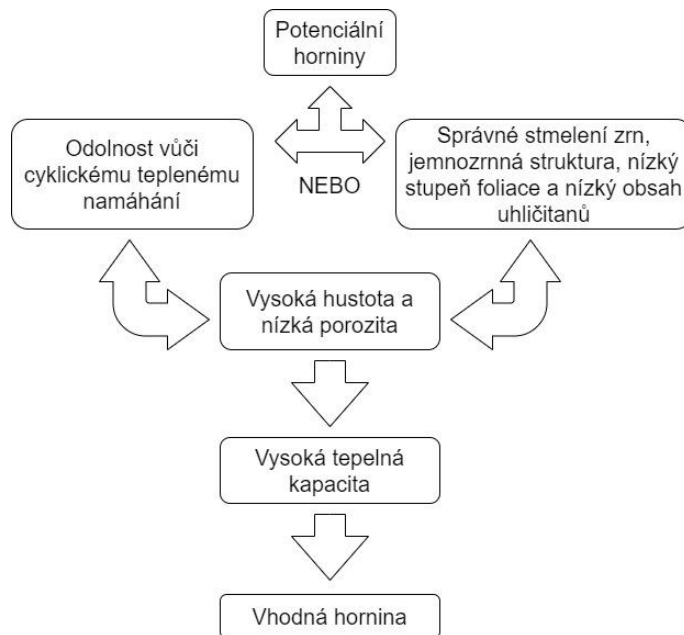 Potenciální
horniny
Odolnost vůči
cyklickému teplenému
namáhání
NEBO
Správné stmelení zrn,
jemnozrnná struktura, nízký
stupeň foliace a nízký obsah
uhličitanů
Vysoká hustota a
nízká porozita
Vysoká tepelná
kapacita
Vhodná hornina